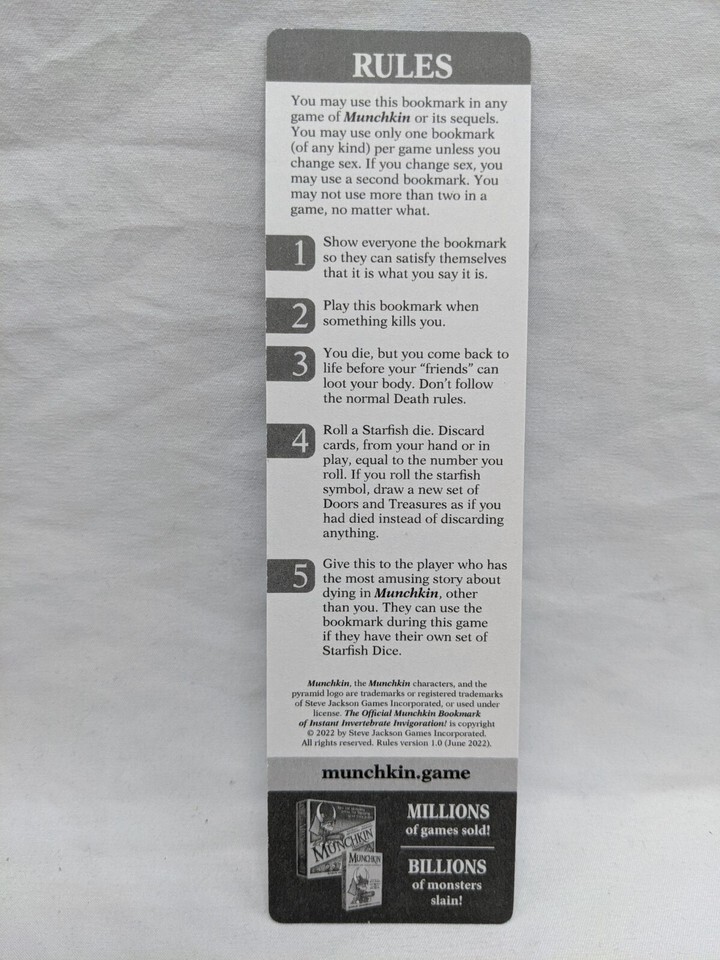 RULES
You may use this bookmark in any
game of Munchkin or its sequels.
You may use only one bookmark
(of any kind) per game unless you
change sex. If you change sex, you
may use a second bookmark. You
may not use more than two in a
game, no matter what.
1 Show everyone the bookmark
so they can satisfy themselves
that it is what you say it is.
2 Play this bookmark when
something kills you.
3 You die, but you come back to
life before your “friends” can
loot your body. Don’t follow
the normal Death rules.
4 Roll a Starfish die. Discard
cards, from your hand or in
play, equal to the number you
roll. If you roll the starfish
symbol, draw a new set of
Doors and Treasures as if you
had died instead of discarding
anything.
5 Give this to the player who has
the most amusing story about
dying in Munchkin, other
than you. They can use the
bookmark during this game
if they have their own set of
Starfish Dice.
Munchkin, the Munchkin characters, and the
pyramid logo are trademarks or registered trademarks
of Steve Jackson Games Incorporated, or used under
license. The Official Munchkin Bookmark
of Instant Invertebrate Invigoration! is copyright
© 2022 by Steve Jackson Games Incorporated.
All rights reserved. Rules version 1.0 (June 2022).
munchkin.game
MUNCHKIN
MUNCHKIN
MILLIONS
of games sold!
BILLIONS
of monsters
slain!